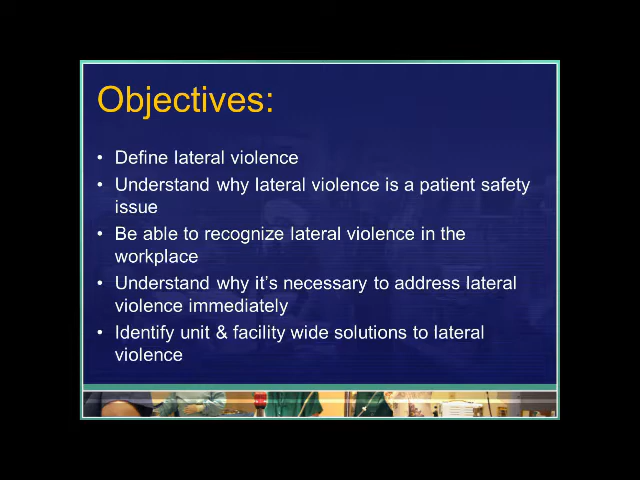 Objectives:
• Define lateral violence
• Understand why lateral violence is a patient safety
issue
• Be able to recognize lateral violence in the
workplace
• Understand why it's necessary to address lateral
violence immediately
• Identify unit & facility wide solutions to lateral
violence